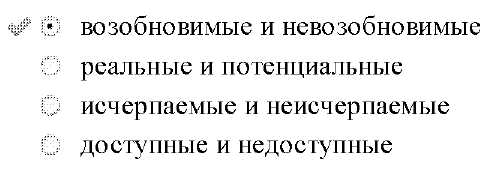 возобновимые и невозобновимые
реальные и потенциальные
исчерпаемые и неисчерпаемые
доступные и недоступные